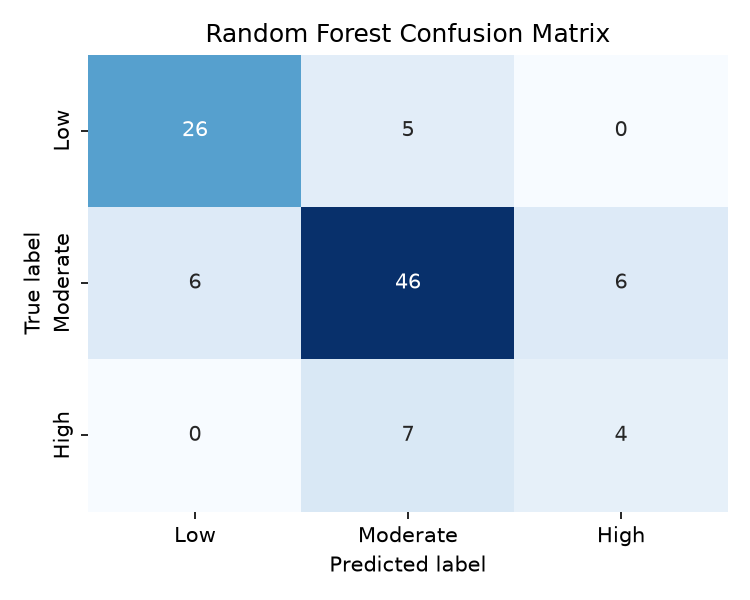 Random Forest Confusion Matrix
True label
Low
26 5 0
Moderate
6 46 6
High
0 7 4
Low Moderate High
Predicted label